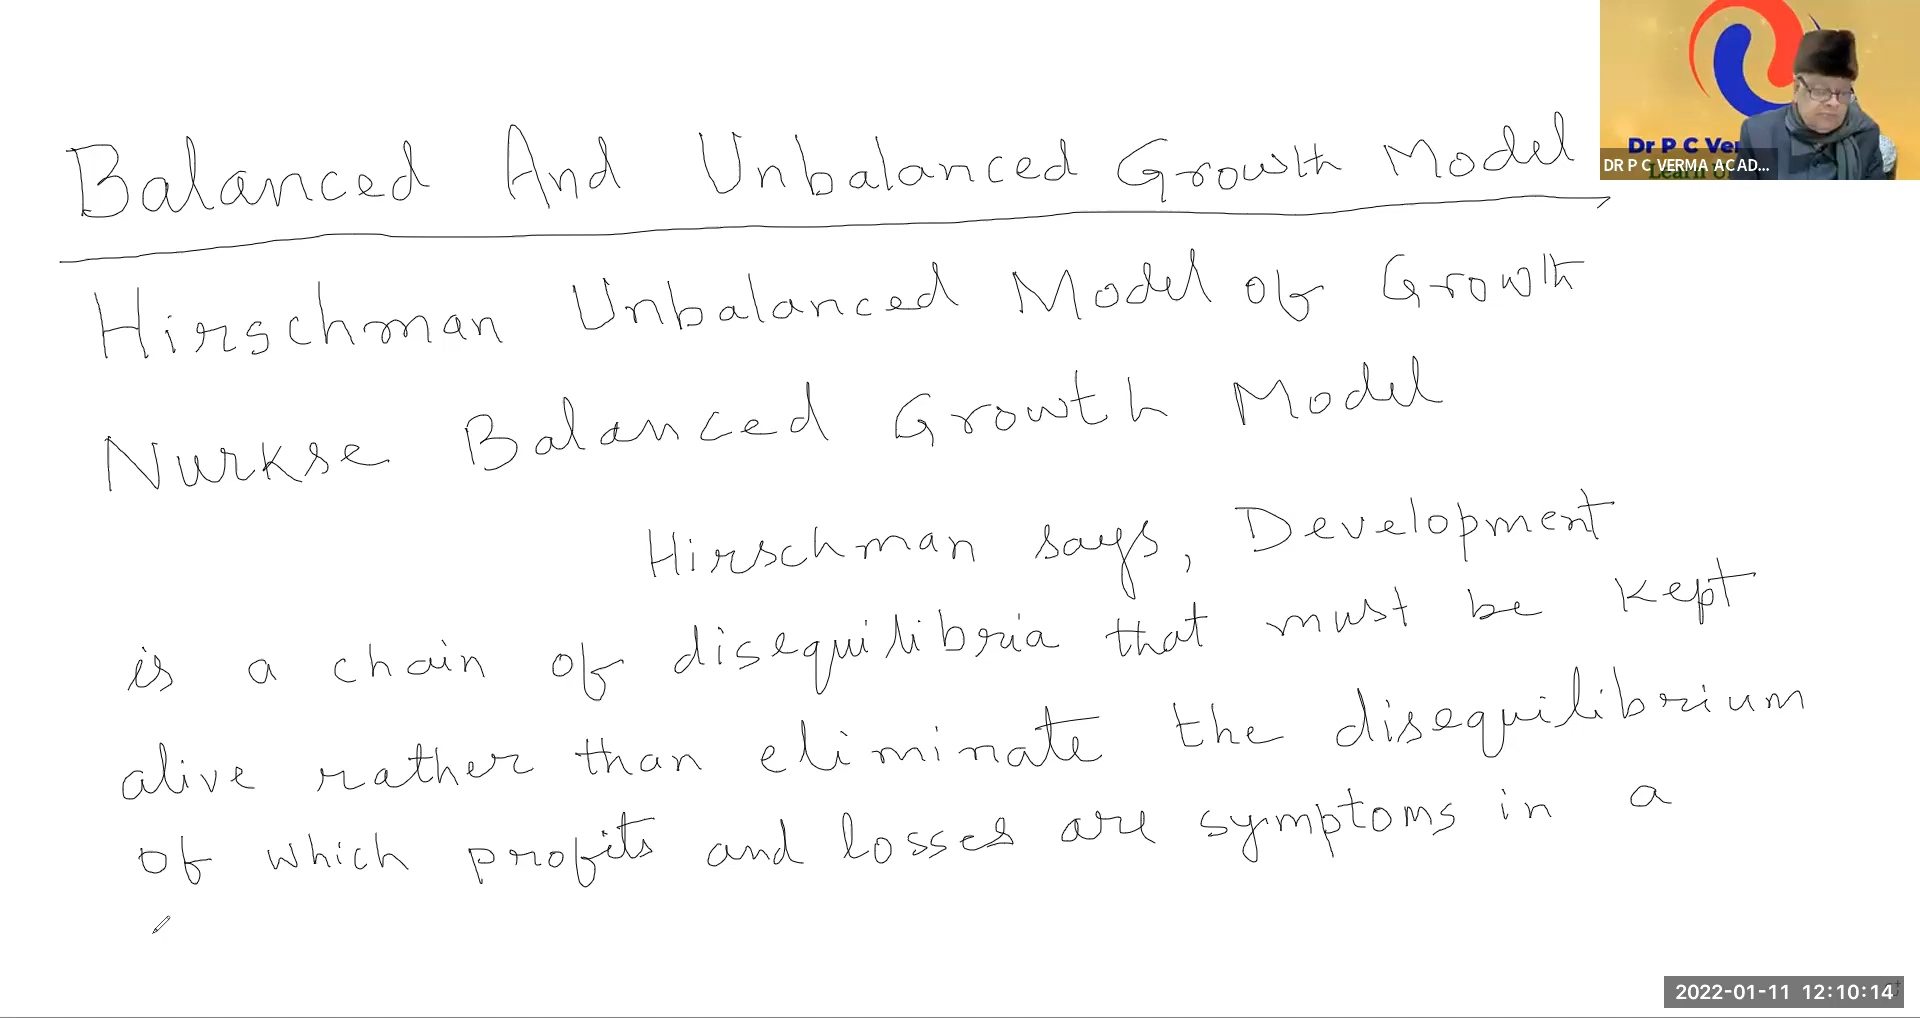 Balanced And Unbalanced Growth Model
Hirschman Unbalanced Model of Growth
Nurkse Balanced Growth Model
Hirschman says, Development
is a chain of disequilibria that must be kept
alive rather than eliminate the disequilibrium
of which profits and losses are symptoms in a
Dr P C Ver
DR P C VERMA ACAD...
Learn
2022-01-11 12:10:14